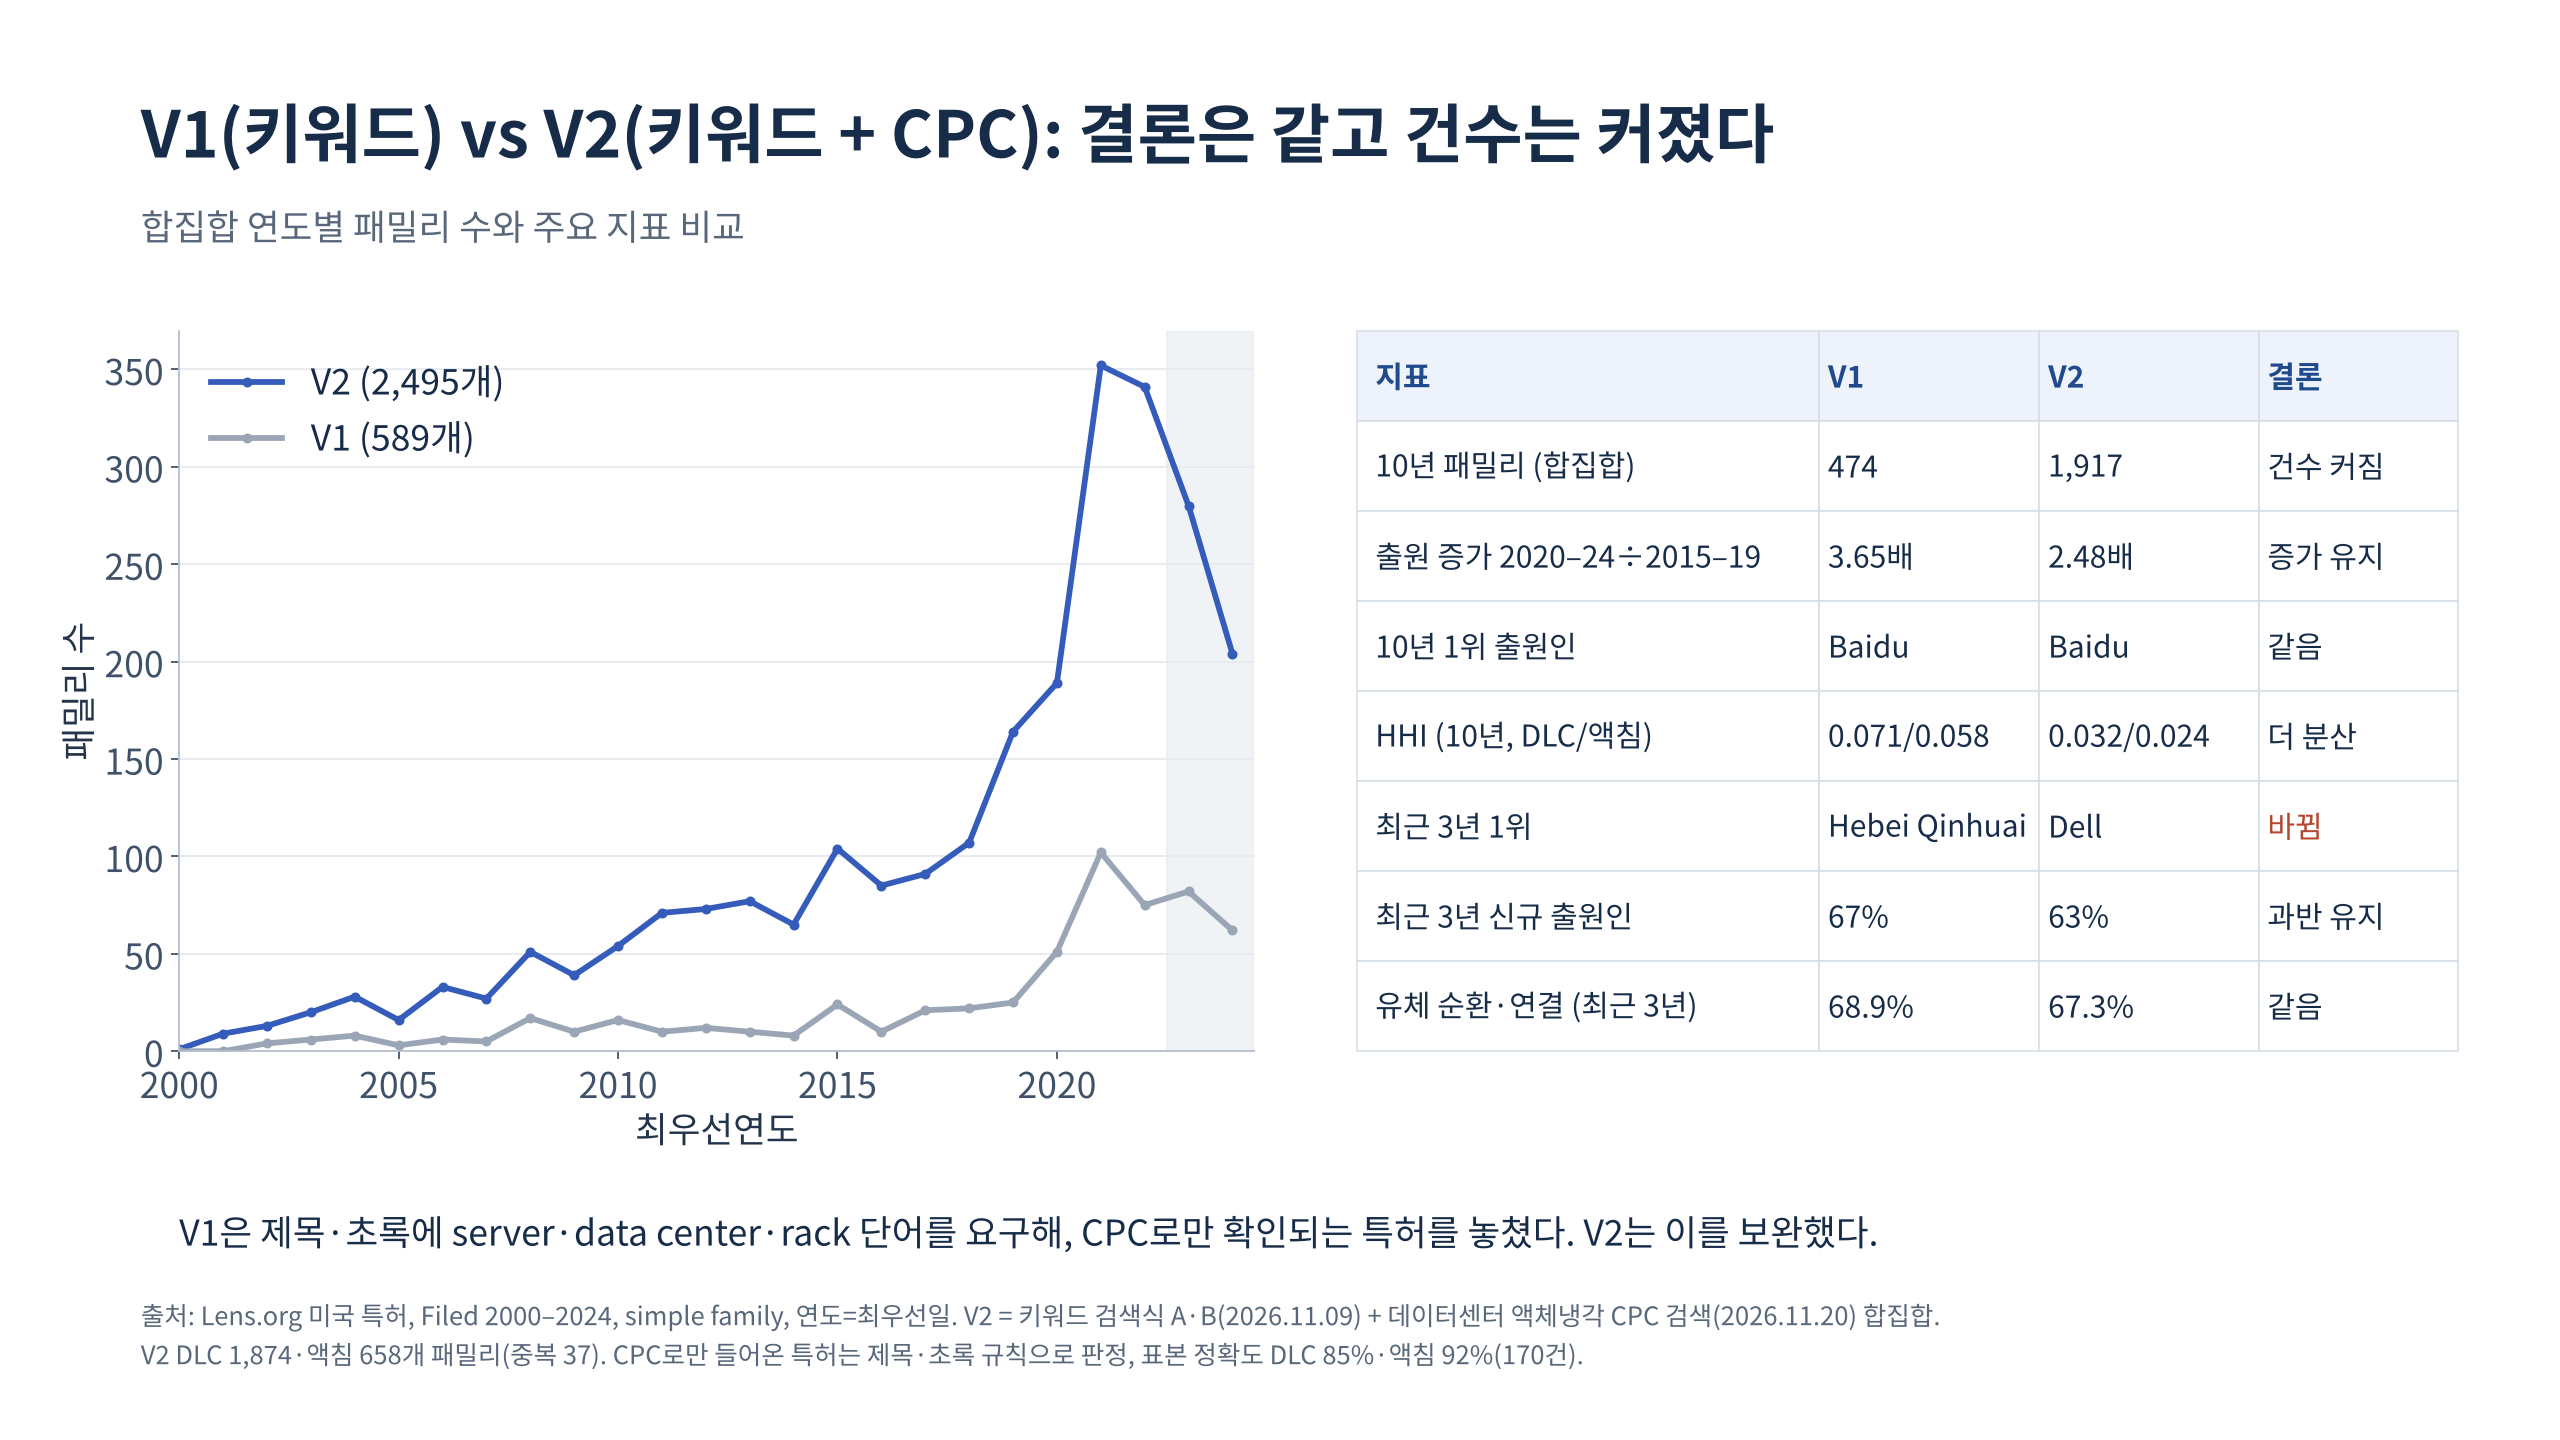 V1(키워드) vs V2(키워드 + CPC): 결론은 같고 건수는 커졌다
합집합 연도별 패밀리 수와 주요 지표 비교
350
300
250
200
150
100
50
0
패밀리 수
V2 (2,495개)
V1 (589개)
2000 2005 2010 2015 2020
최우선연도
지표 V1 V2 결론
10년 패밀리 (합집합) 474 1,917 건수 커짐
출원 증가 2020–24÷2015–19 3.65배 2.48배 증가 유지
10년 1위 출원인 Baidu Baidu 같음
HHI (10년, DLC/액침) 0.071/0.058 0.032/0.024 더 분산
최근 3년 1위 Hebei Qinhuai Dell 바뀜
최근 3년 신규 출원인 67% 63% 과반 유지
유체 순환·연결 (최근 3년) 68.9% 67.3% 같음
V1은 제목·초록에 server·data center·rack 단어를 요구해, CPC로만 확인되는 특허를 놓쳤다. V2는 이를 보완했다.
출처: Lens.org 미국 특허, Filed 2000–2024, simple family, 연도=최우선일. V2 = 키워드 검색식 A·B(2026.11.09) + 데이터센터 액체냉각 CPC 검색(2026.11.20) 합집합.
V2 DLC 1,874·액침 658개 패밀리(중복 37). CPC로만 들어온 특허는 제목·초록 규칙으로 판정, 표본 정확도 DLC 85%·액침 92%(170건).